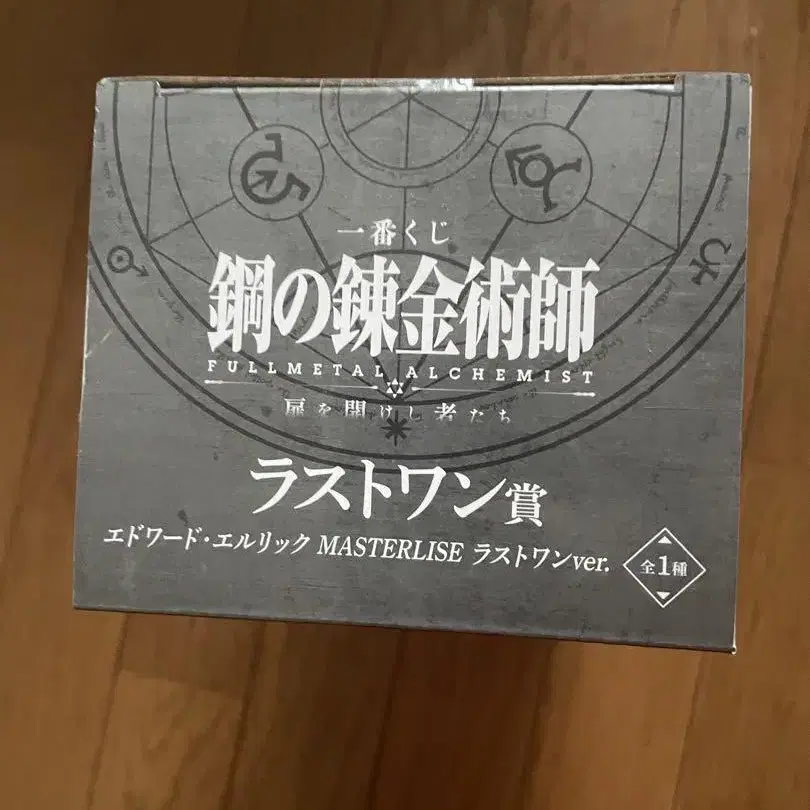 一番くじ
鋼の錬金術師
FULLMETAL ALCHEMIST
扉を開けし者たち
ラストワン賞
エドワード・エルリック MASTERLISE ラストワンver.
全1種